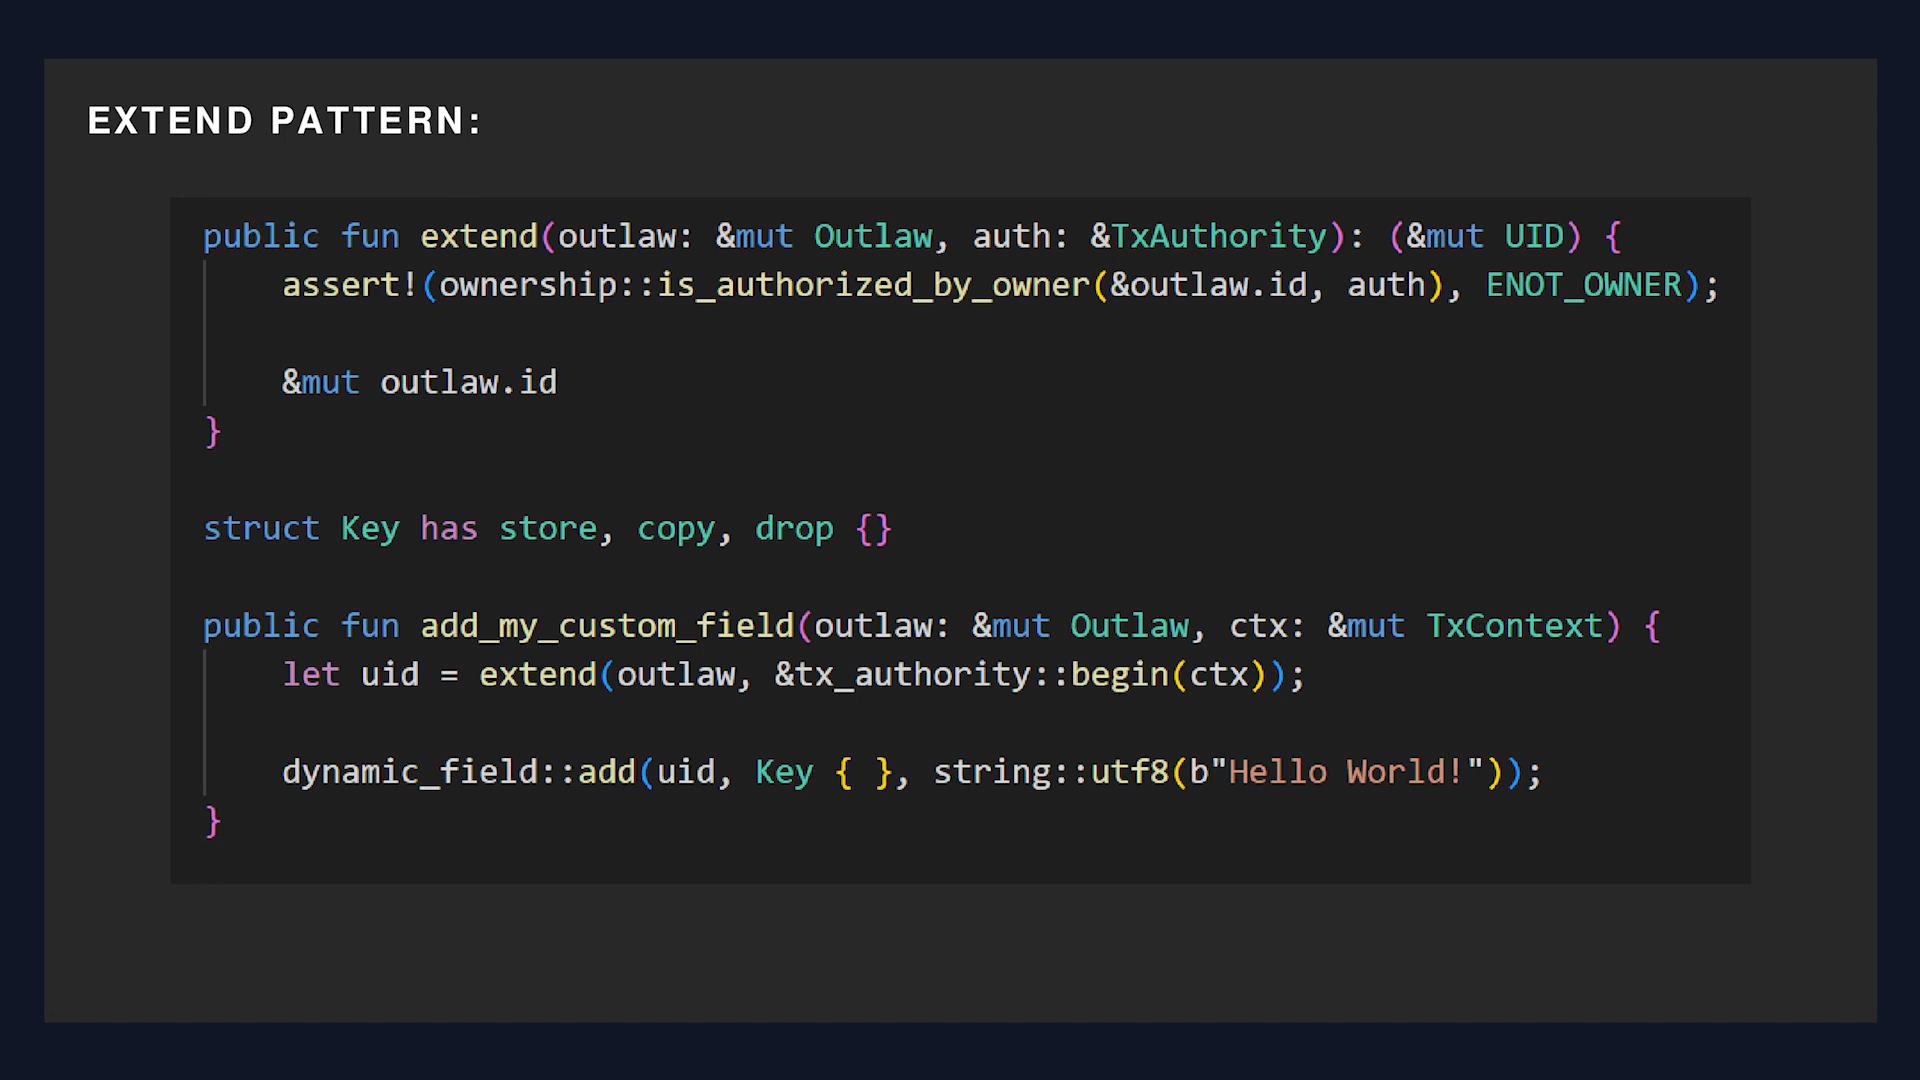 EXTEND PATTERN:
public fun extend(outlaw: &mut Outlaw, auth: &TxAuthority): (&mut UID) {
    assert!(ownership::is_authorized_by_owner(&outlaw.id, auth), ENOT_OWNER);
    &mut outlaw.id
}
struct Key has store, copy, drop {}
public fun add_my_custom_field(outlaw: &mut Outlaw, ctx: &mut TxContext) {
    let uid = extend(outlaw, &tx_authority::begin(ctx));
    dynamic_field::add(uid, Key { }, string::utf8(b"Hello World!"));
}